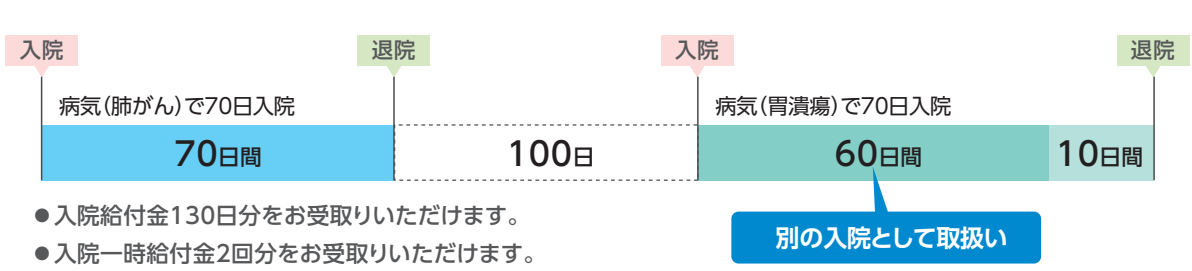 入院
退院
入院
退院
病気(肺がん)で70日入院
病気(胃潰瘍)で70日入院
70日間
100日
60日間
10日間
●入院給付金130日分をお受取りいただけます。
●入院一時給付金2回分をお受取りいただけます。
別の入院として取扱い